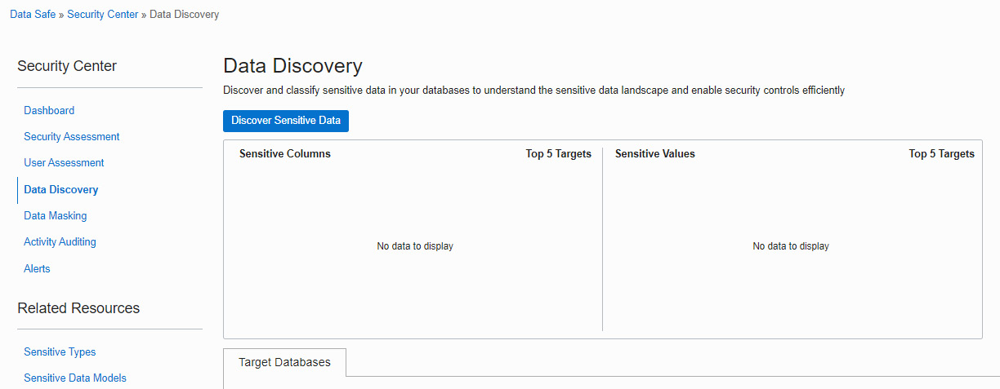 Data Safe » Security Center » Data Discovery
Security Center
Dashboard
Security Assessment
User Assessment
Data Discovery
Data Masking
Activity Auditing
Alerts
Related Resources
Sensitive Types
Sensitive Data Models
Data Discovery
Discover and classify sensitive data in your databases to understand the sensitive data landscape and enable security controls efficiently
Discover Sensitive Data
Sensitive Columns Top 5 Targets
No data to display
Sensitive Values Top 5 Targets
No data to display
Target Databases